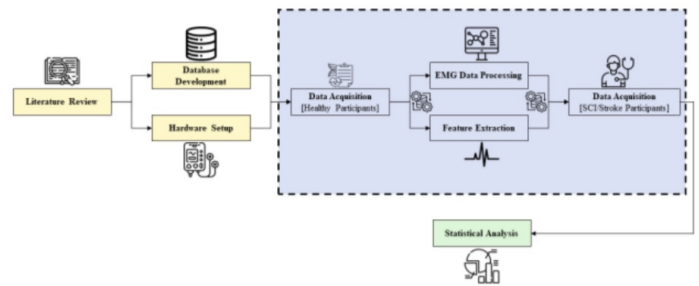 Literature Review
Database
Development
Hardware Setup
Data Acquisition
[Healthy Participants]
EMG Data Processing
Feature Extraction
Data Acquisition
[SCI/Stroke Participants]
Statistical Analysis